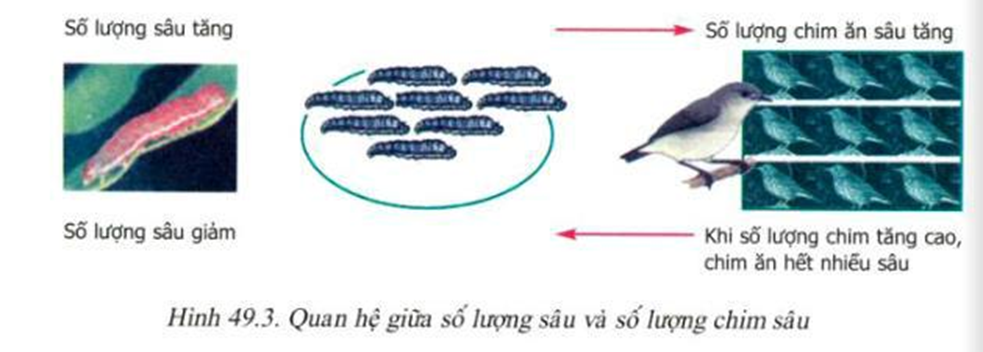 Số lượng sâu tăng
Số lượng chim ăn sâu tăng
Số lượng sâu giảm
Khi số lượng chim tăng cao,
chim ăn hết nhiều sâu
Hình 49.3. Quan hệ giữa số lượng sâu và số lượng chim sâu